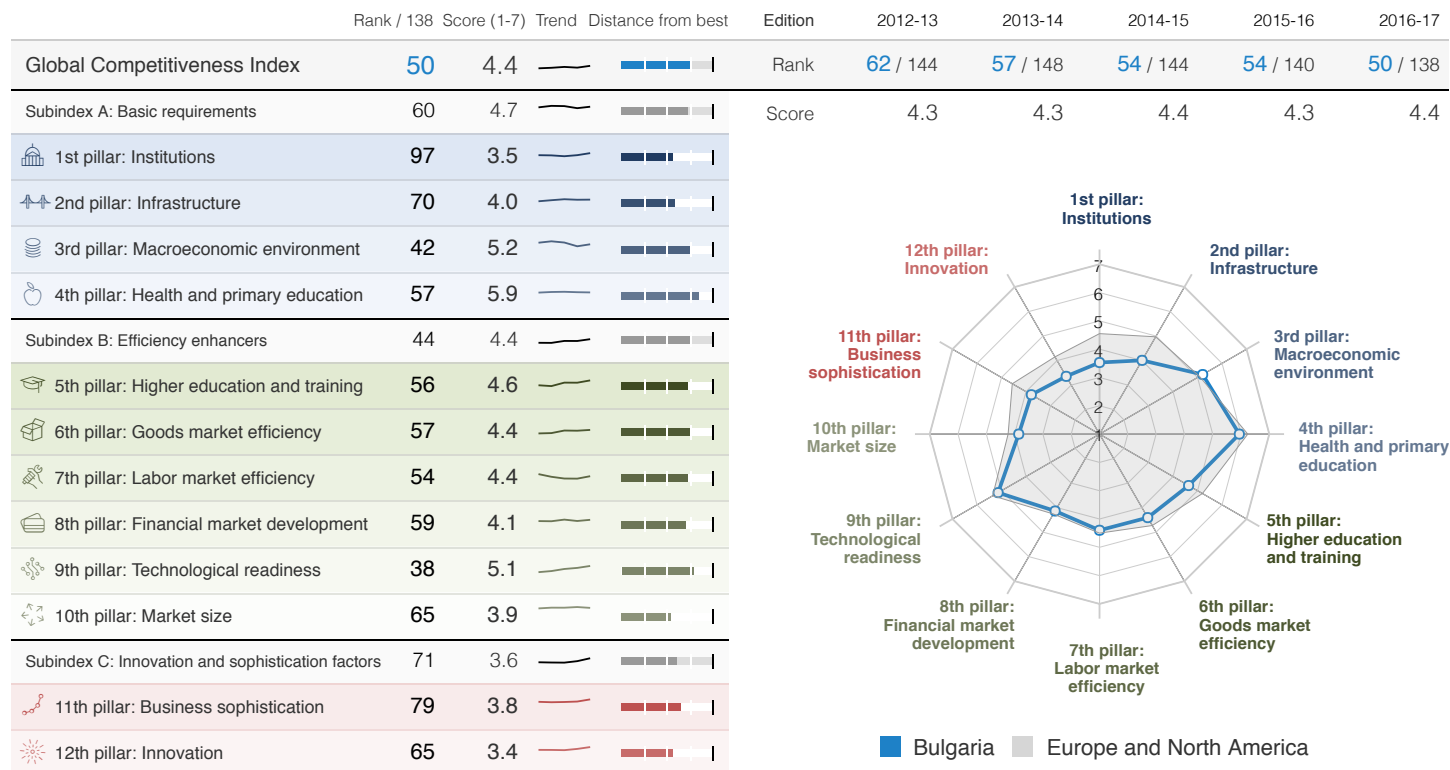 Rank / 138 Score (1-7) Trend Distance from best
Global Competitiveness Index 50 4.4
Subindex A: Basic requirements 60 4.7
1st pillar: Institutions 97 3.5
2nd pillar: Infrastructure 70 4.0
3rd pillar: Macroeconomic environment 42 5.2
4th pillar: Health and primary education 57 5.9
Subindex B: Efficiency enhancers 44 4.4
5th pillar: Higher education and training 56 4.6
6th pillar: Goods market efficiency 57 4.4
7th pillar: Labor market efficiency 54 4.4
8th pillar: Financial market development 59 4.1
9th pillar: Technological readiness 38 5.1
10th pillar: Market size 65 3.9
Subindex C: Innovation and sophistication factors 71 3.6
11th pillar: Business sophistication 79 3.8
12th pillar: Innovation 65 3.4
Edition 2012-13 2013-14 2014-15 2015-16 2016-17
Rank 62 / 144 57 / 148 54 / 144 54 / 140 50 / 138
Score 4.3 4.3 4.4 4.3 4.4
1st pillar:
Institutions
2nd pillar:
Infrastructure
3rd pillar:
Macroeconomic
environment
4th pillar:
Health and primary
education
5th pillar:
Higher education
and training
6th pillar:
Goods market
efficiency
7th pillar:
Labor market
efficiency
8th pillar:
Financial market
development
9th pillar:
Technological
readiness
10th pillar:
Market size
11th pillar:
Business
sophistication
12th pillar:
Innovation
7
6
5
4
3
2
1
Bulgaria Europe and North America